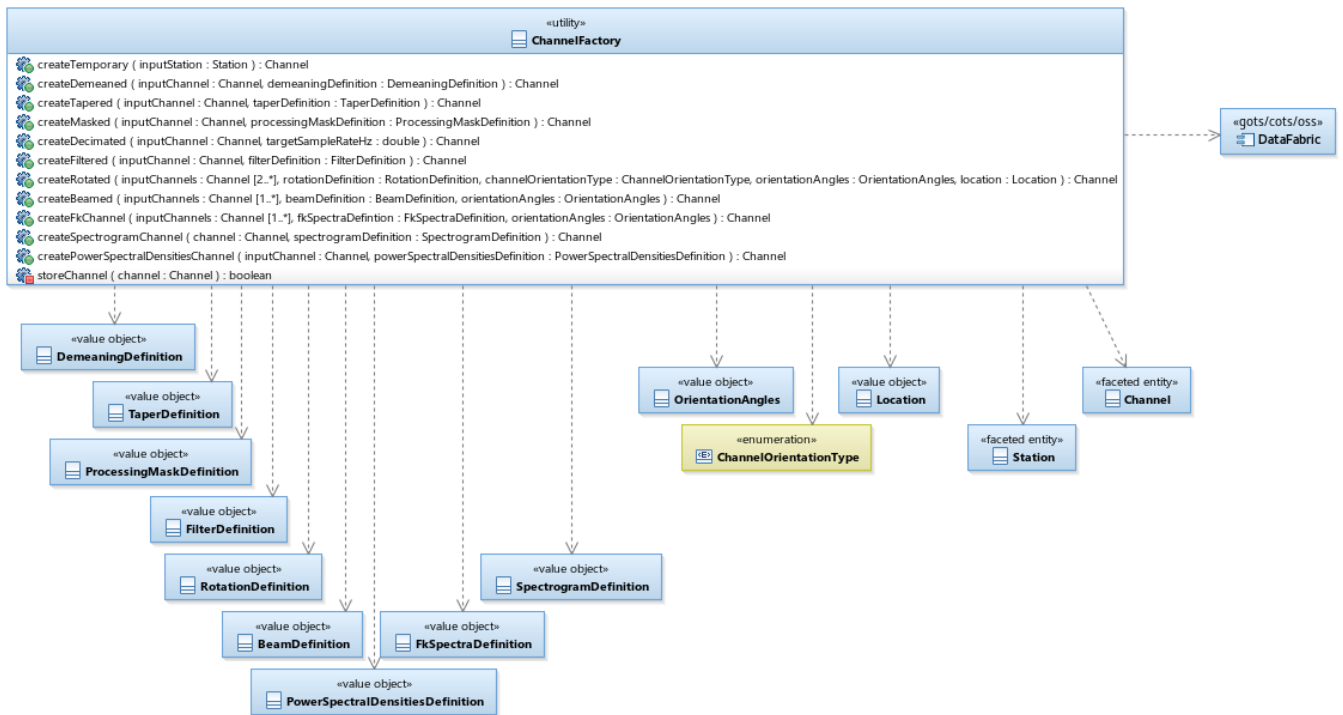 «utility»
ChannelFactory
createTemporary ( inputStation : Station ) : Channel
createDemeaned ( inputChannel : Channel, demeaningDefinition : DemeaningDefinition ) : Channel
createTapered ( inputChannel : Channel, taperDefinition : TaperDefinition ) : Channel
createMasked ( inputChannel : Channel, processingMaskDefinition : ProcessingMaskDefinition ) : Channel
createDecimated ( inputChannel : Channel, targetSampleRateHz : double ) : Channel
createFiltered ( inputChannel : Channel, filterDefinition : FilterDefinition ) : Channel
createRotated ( inputChannels : Channel [2..*], rotationDefinition : RotationDefinition, channelOrientationType : ChannelOrientationType, orientationAngles : OrientationAngles, location : Location ) : Channel
createBeamed ( inputChannels : Channel [1..*], beamDefinition : BeamDefinition, orientationAngles : OrientationAngles ) : Channel
createFkChannel ( inputChannels : Channel [1..*], fkSpectraDefintion : FkSpectraDefinition, orientationAngles : OrientationAngles ) : Channel
createSpectrogramChannel ( channel : Channel, spectrogramDefinition : SpectrogramDefinition ) : Channel
createPowerSpectralDensitiesChannel ( inputChannel : Channel, powerSpectralDensitiesDefinition : PowerSpectralDensitiesDefinition ) : Channel
storeChannel ( channel : Channel ) : boolean
«gots/cots/oss»
DataFabric
«value object»
DemeaningDefinition
«value object»
TaperDefinition
«value object»
ProcessingMaskDefinition
«value object»
FilterDefinition
«value object»
RotationDefinition
«value object»
BeamDefinition
«value object»
PowerSpectralDensitiesDefinition
«value object»
FkSpectraDefinition
«value object»
SpectrogramDefinition
«value object»
OrientationAngles
«enumeration»
ChannelOrientationType
«value object»
Location
«faceted entity»
Station
«faceted entity»
Channel